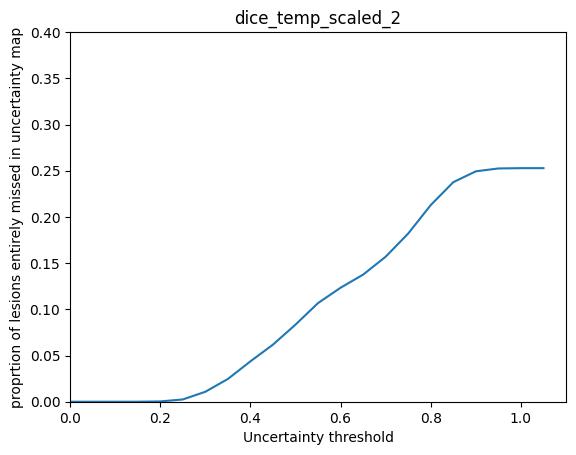 dice_temp_scaled_2
proprtion of lesions entirely missed in uncertainty map
0.40
0.35
0.30
0.25
0.20
0.15
0.10
0.05
0.00
0.0 0.2 0.4 0.6 0.8 1.0
Uncertainty threshold